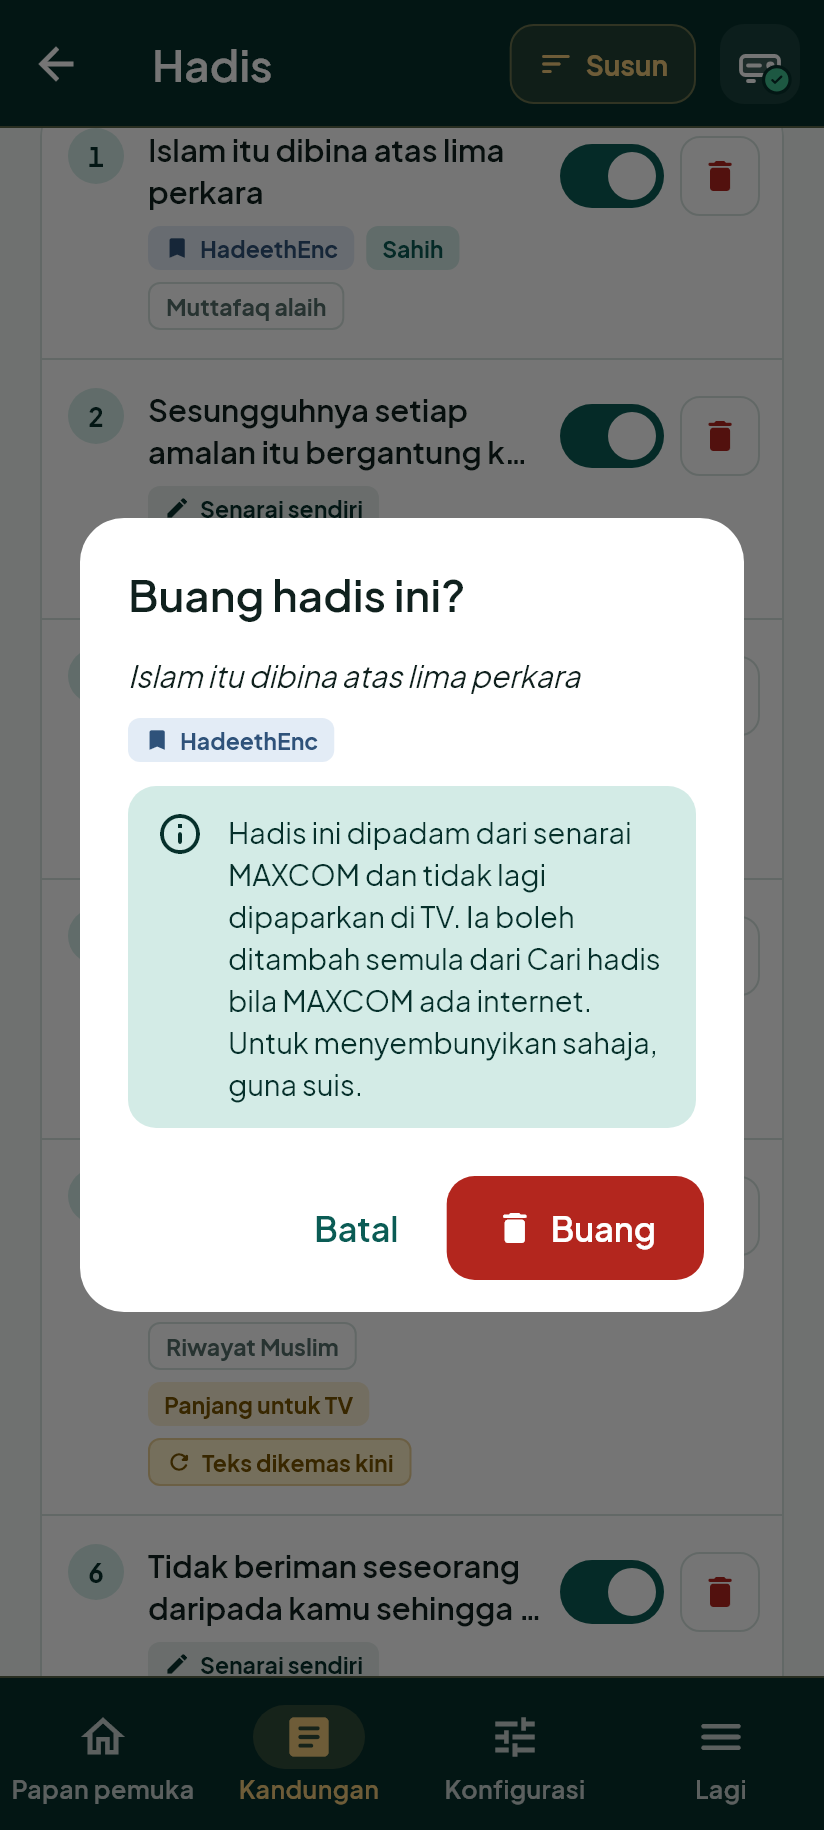 Hadis
Susun
1
Islam itu dibina atas lima
perkara
HadeethEnc
Sahih
Muttafaq alaih
2
Sesungguhnya setiap
amalan itu bergantung k...
Senarai sendiri
Buang hadis ini?
Islam itu dibina atas lima perkara
HadeethEnc
Hadis ini dipadam dari senarai
MAXCOM dan tidak lagi
dipaparkan di TV. Ia boleh
ditambah semula dari Cari hadis
bila MAXCOM ada internet.
Untuk menyembunyikan sahaja,
guna suis.
Batal
Buang
Riwayat Muslim
Panjang untuk TV
Teks dikemas kini
6
Tidak beriman seseorang
daripada kamu sehingga ...
Senarai sendiri
Papan pemuka
Kandungan
Konfigurasi
Lagi